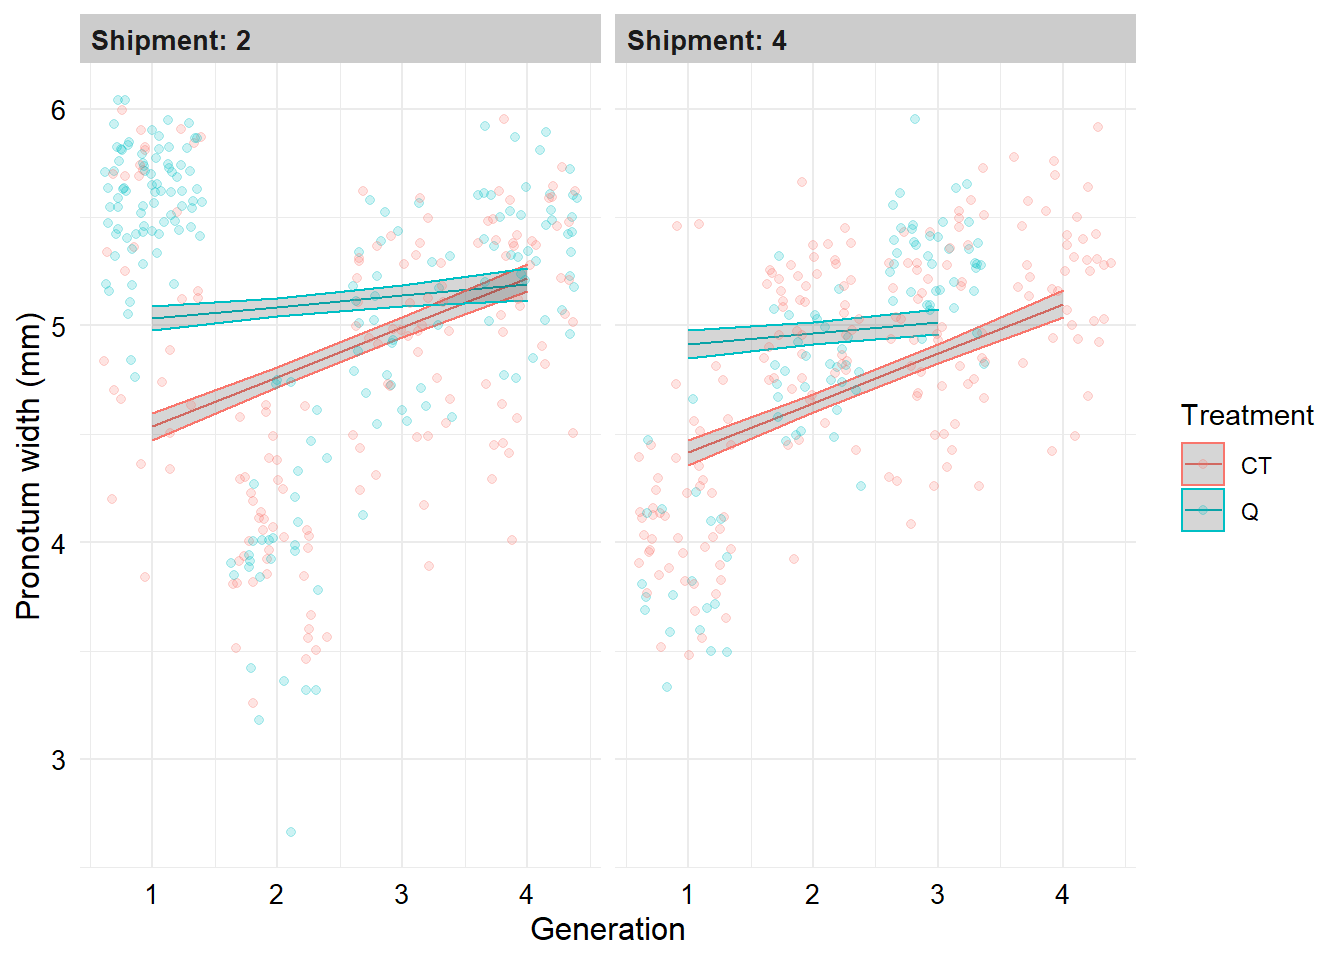 Shipment: 2
Shipment: 4
6
5
4
3
Pronotum width (mm)
1 2 3 4
1 2 3 4
Generation
Treatment
CT
Q